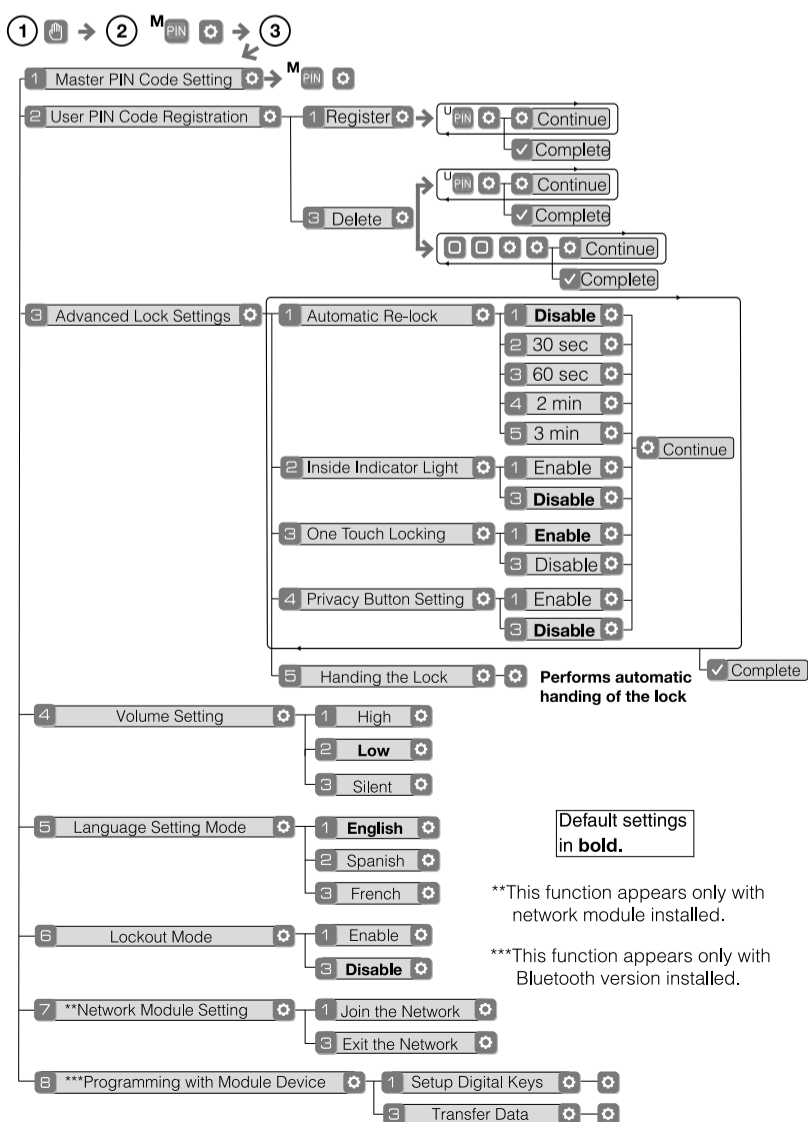 1 2 M PIN 3
1 Master PIN Code Setting M PIN
2 User PIN Code Registration 1 Register U PIN Continue
Complete
3 Delete U PIN Continue
Complete
Continue
Complete
3 Advanced Lock Settings 1 Automatic Re-lock 1 Disable
2 30 sec
3 60 sec
4 2 min
5 3 min
Continue
2 Inside Indicator Light 1 Enable
3 Disable
3 One Touch Locking 1 Enable
3 Disable
4 Privacy Button Setting 1 Enable
3 Disable
5 Handing the Lock Performs automatic
handing of the lock
Complete
4 Volume Setting 1 High
2 Low
3 Silent
5 Language Setting Mode 1 English
2 Spanish
3 French
Default settings
in bold.
**This function appears only with
network module installed.
***This function appears only with
Bluetooth version installed.
6 Lockout Mode 1 Enable
3 Disable
7 **Network Module Setting 1 Join the Network
3 Exit the Network
8 ***Programming with Module Device 1 Setup Digital Keys
3 Transfer Data